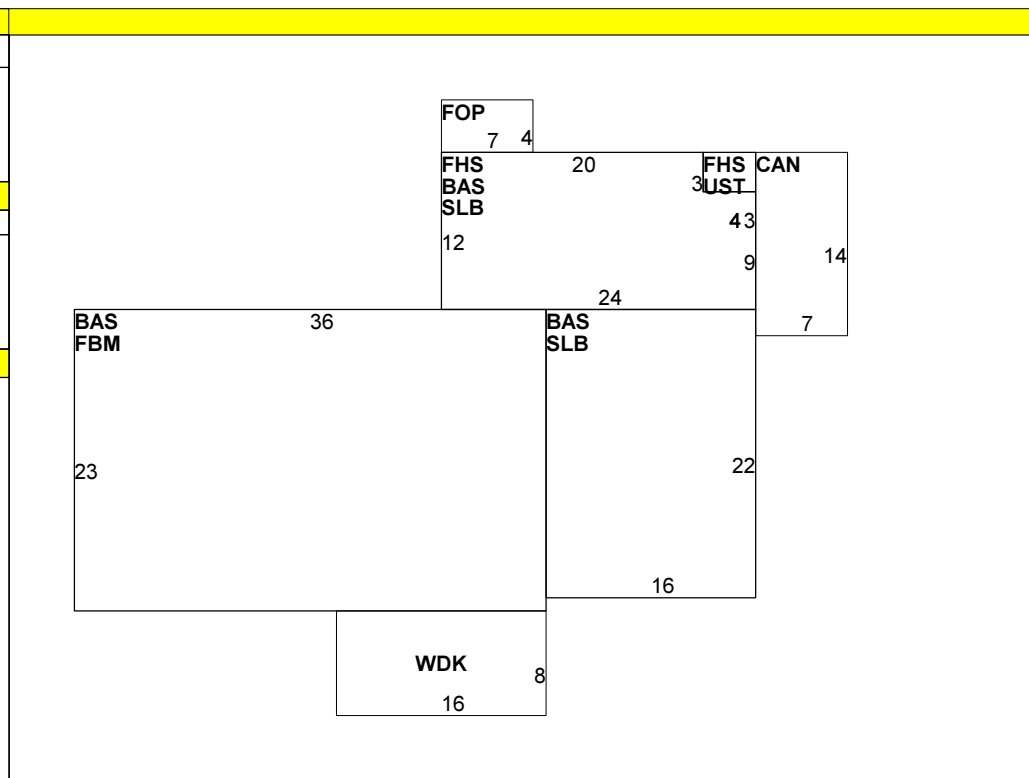 FOP
7 4
FHS 20 FHS CAN
BAS 3 UST
SLB
4 3
12 9 14
24
BAS 36 BAS 7
FBM SLB
23 22
16
WDK 8
16